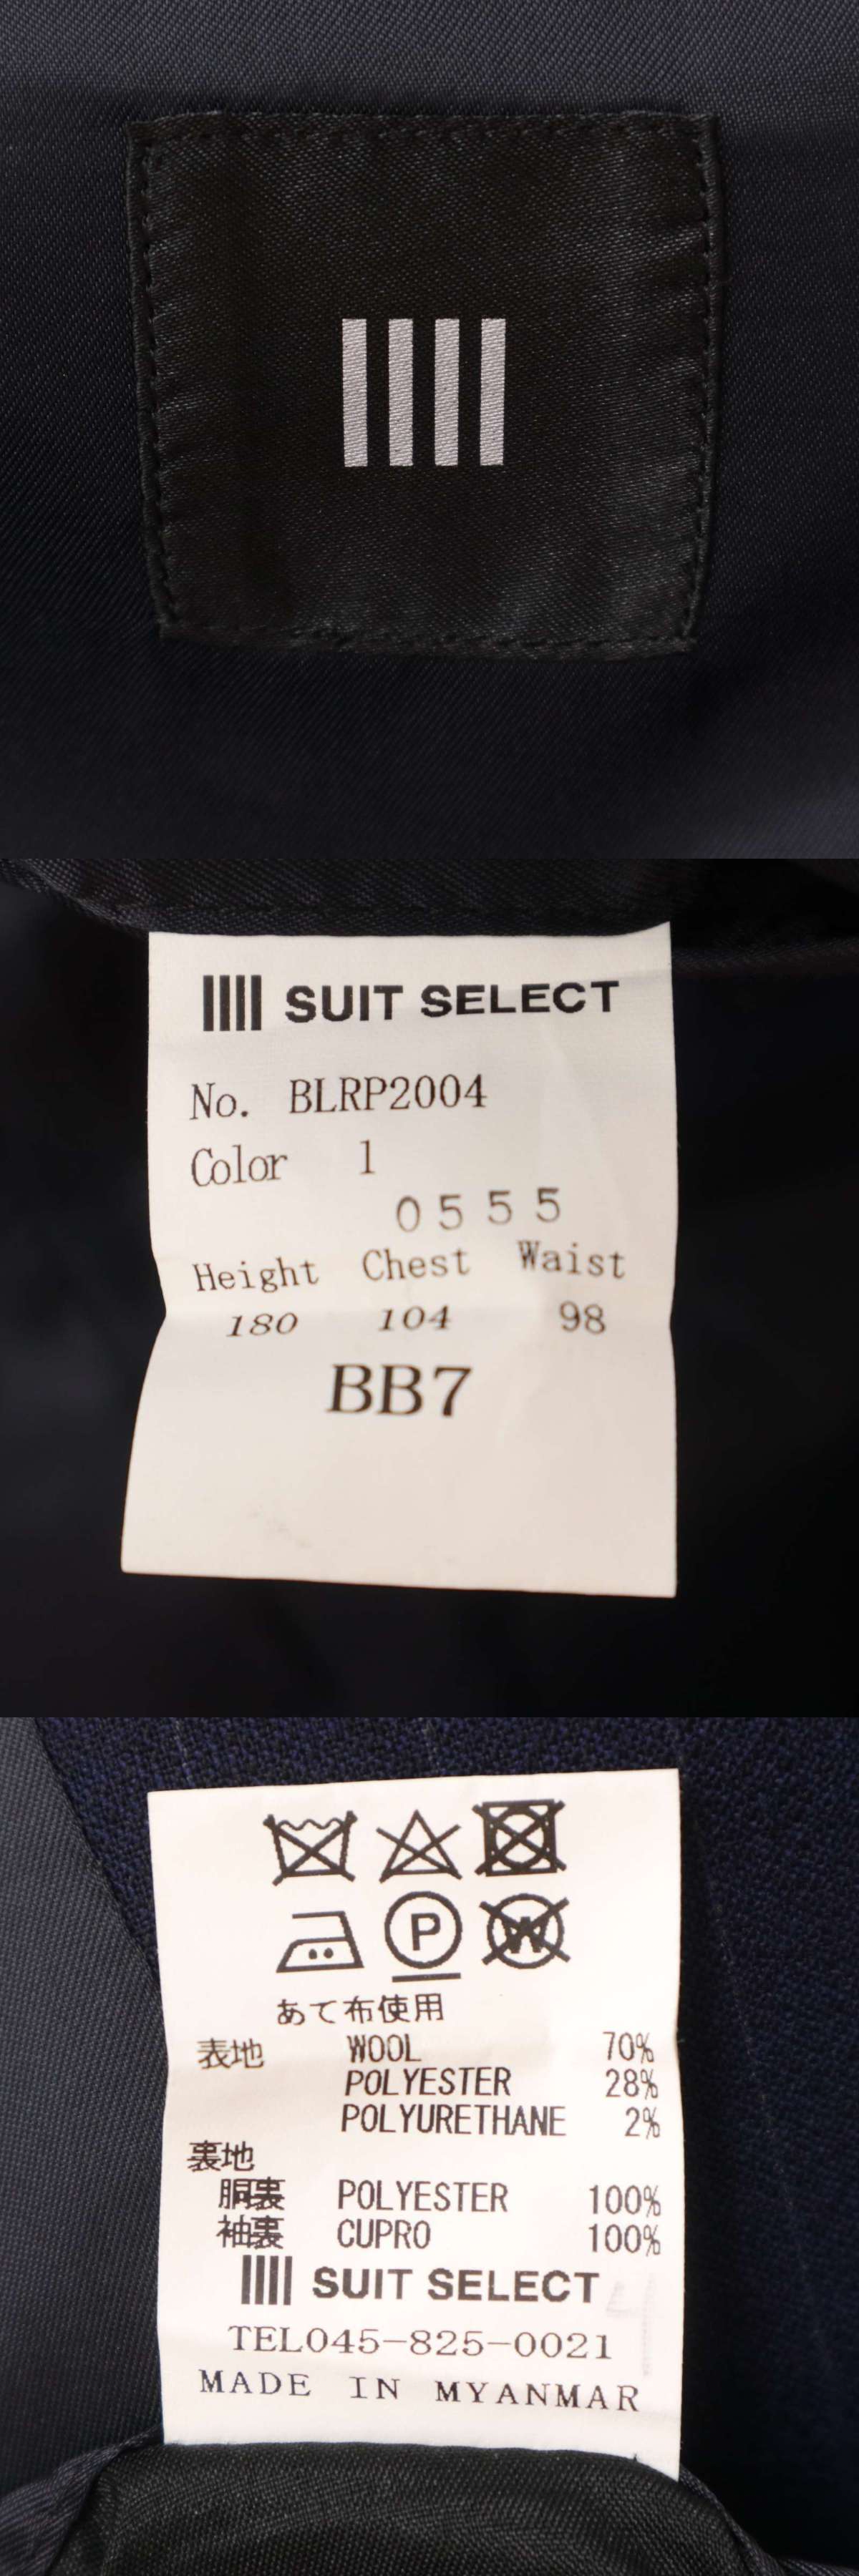 SUIT SELECT
No. BLRP2004
Color 1
0555
Height Chest Waist
180 104 98
BB7
P
W
あて布使用
表地 WOOL 70%
POLYESTER 28%
POLYURETHANE 2%
裏地
胴裏 POLYESTER 100%
袖裏 CUPRO 100%
SUIT SELECT
4
TEL045-825-0021
MADE IN MYANMAR